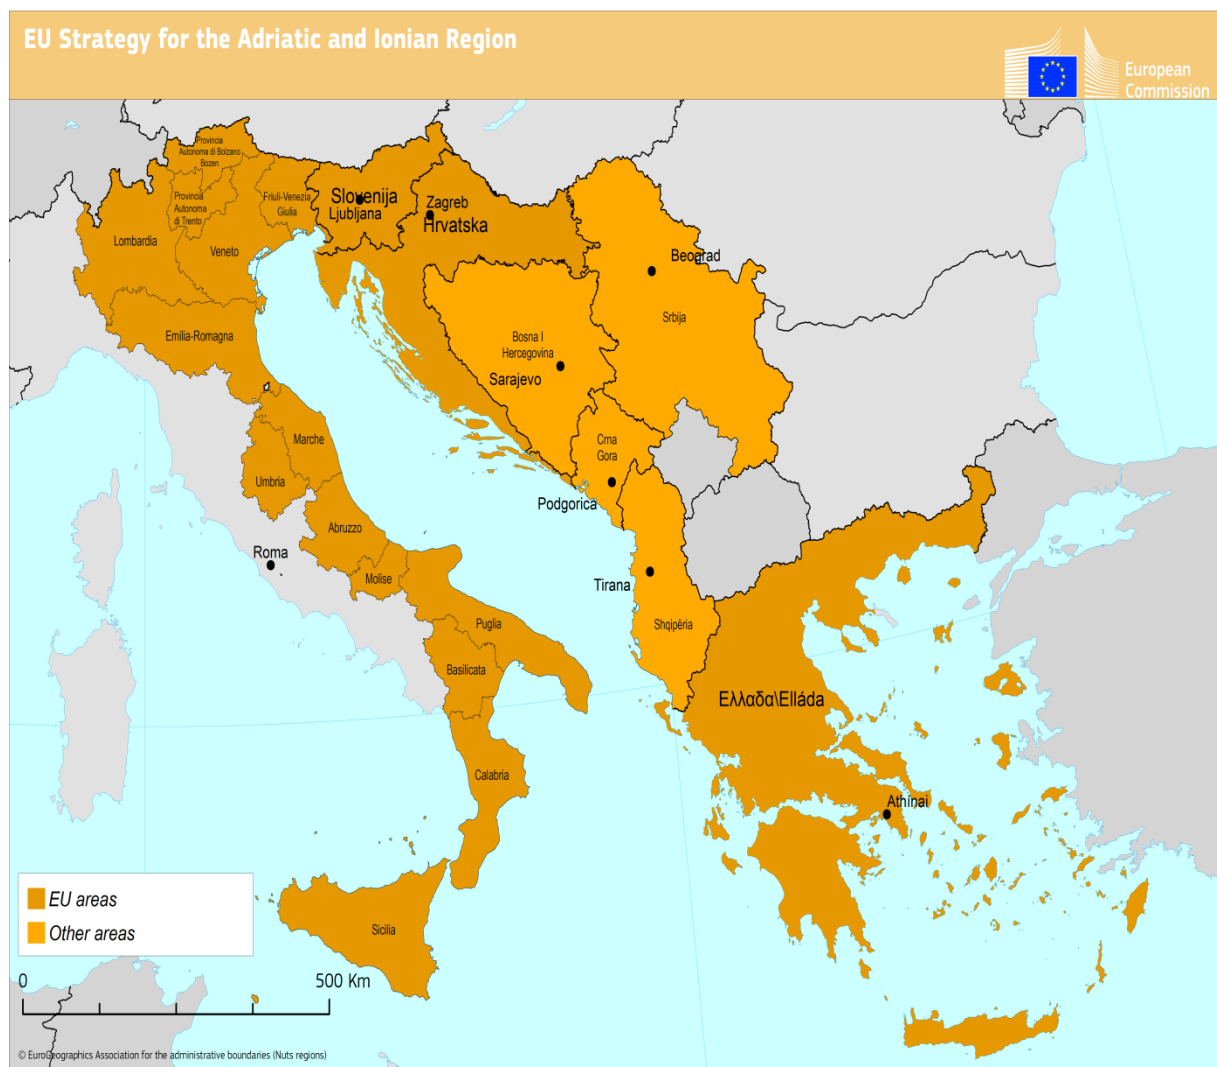 EU Strategy for the Adriatic and Ionian Region
European
Commission
Provincia
Autonoma di Bolzano
Bozen
Provincia
Autonoma
di Trento
Friuli-Venezia
Giulia
Slovenija
Ljubljana
Zagreb
Hrvatska
Lombardia
Veneto
Beograd
Srbija
Emilia-Romagna
Bosna I
Hercegovina
Sarajevo
Marche
Crna
Gora
Umbria
Podgorica
Abruzzo
Roma
Molise
Tirana
Puglia
Shqipëria
Basilicata
Ελλαδα\Elláda
Calabria
Athínai
EU areas
Other areas
Sicilia
0
500 Km
© EuroGeographics Association for the administrative boundaries (Nuts regions)